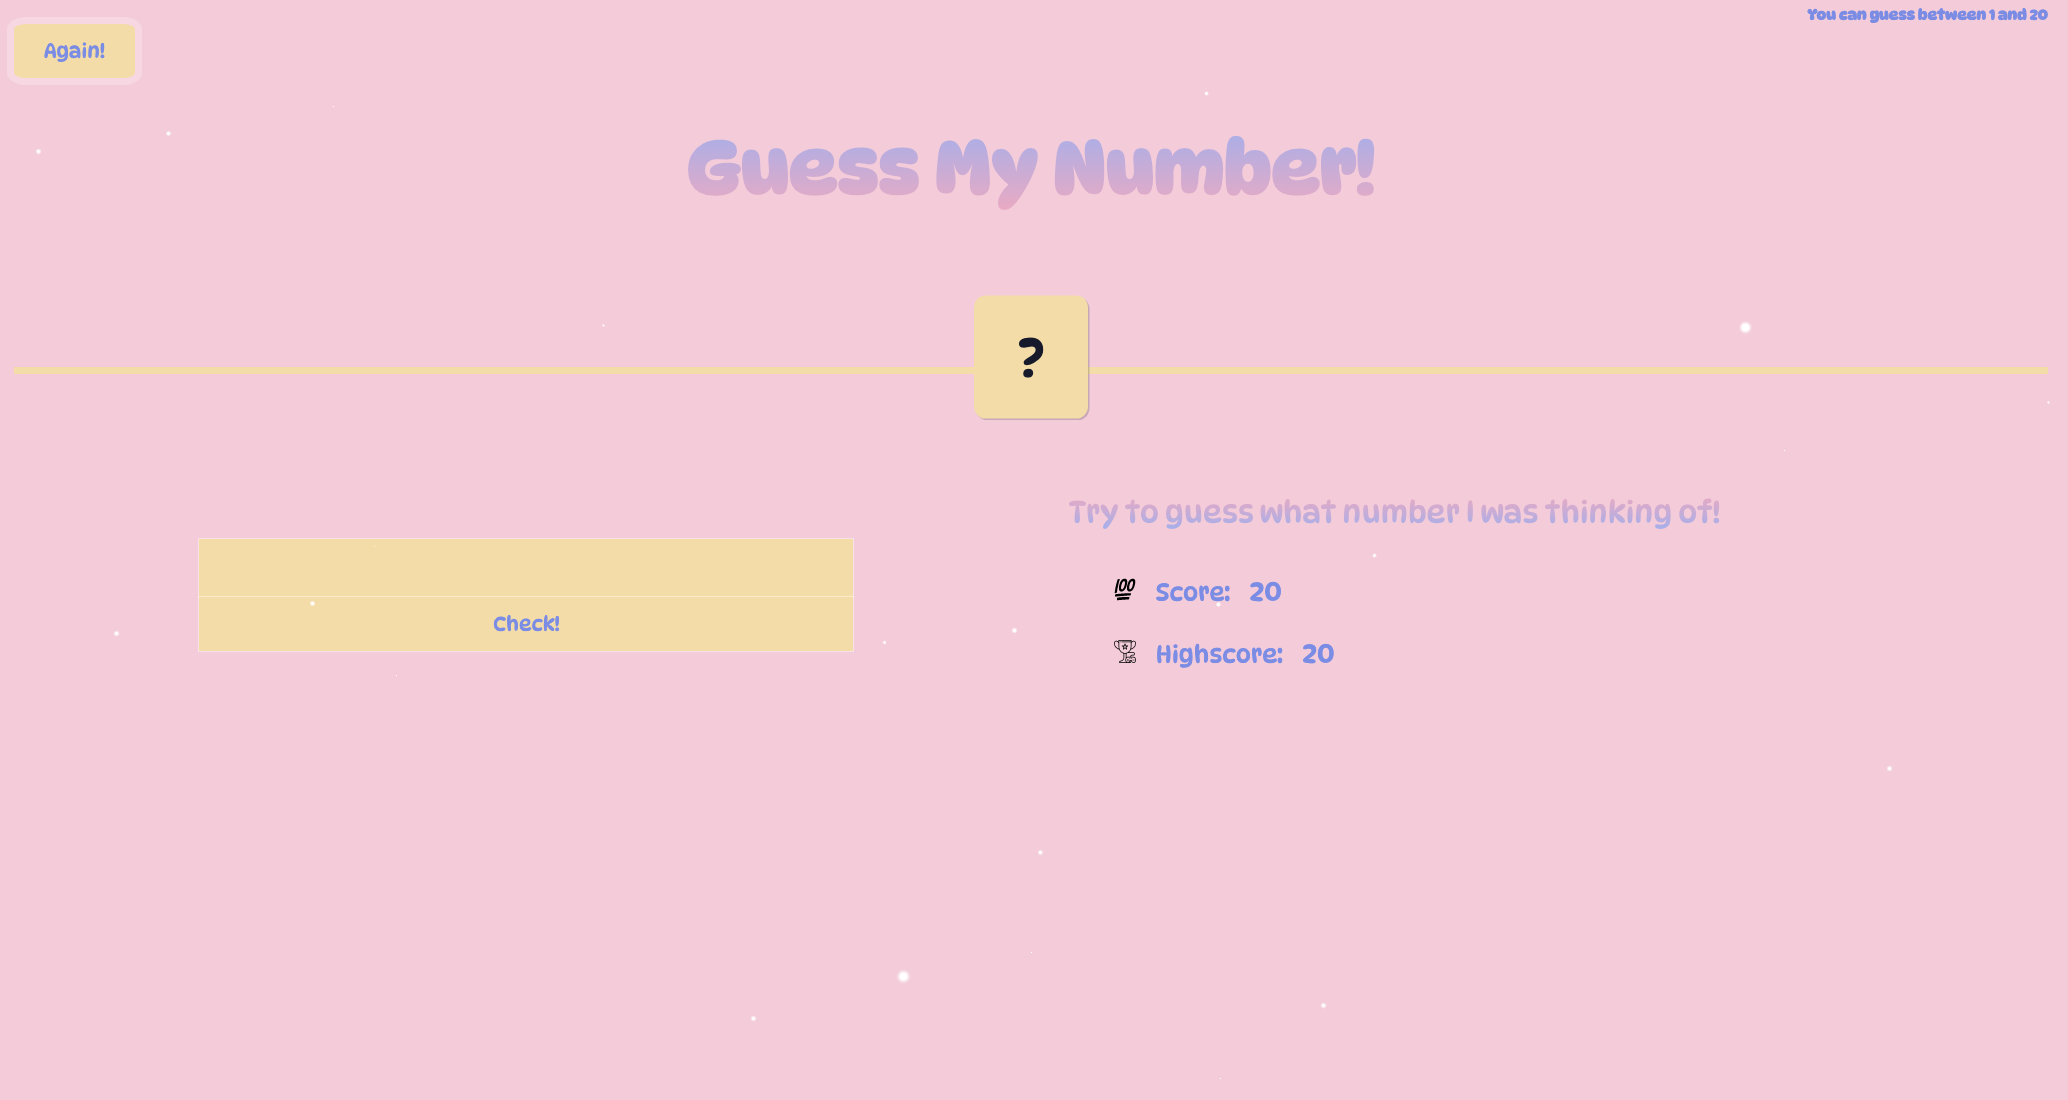 You can guess between 1 and 20
Again!
Guess My Number!
?
Try to guess what number I was thinking of!
💯 Score: 20
Check!
🏆 Highscore: 20